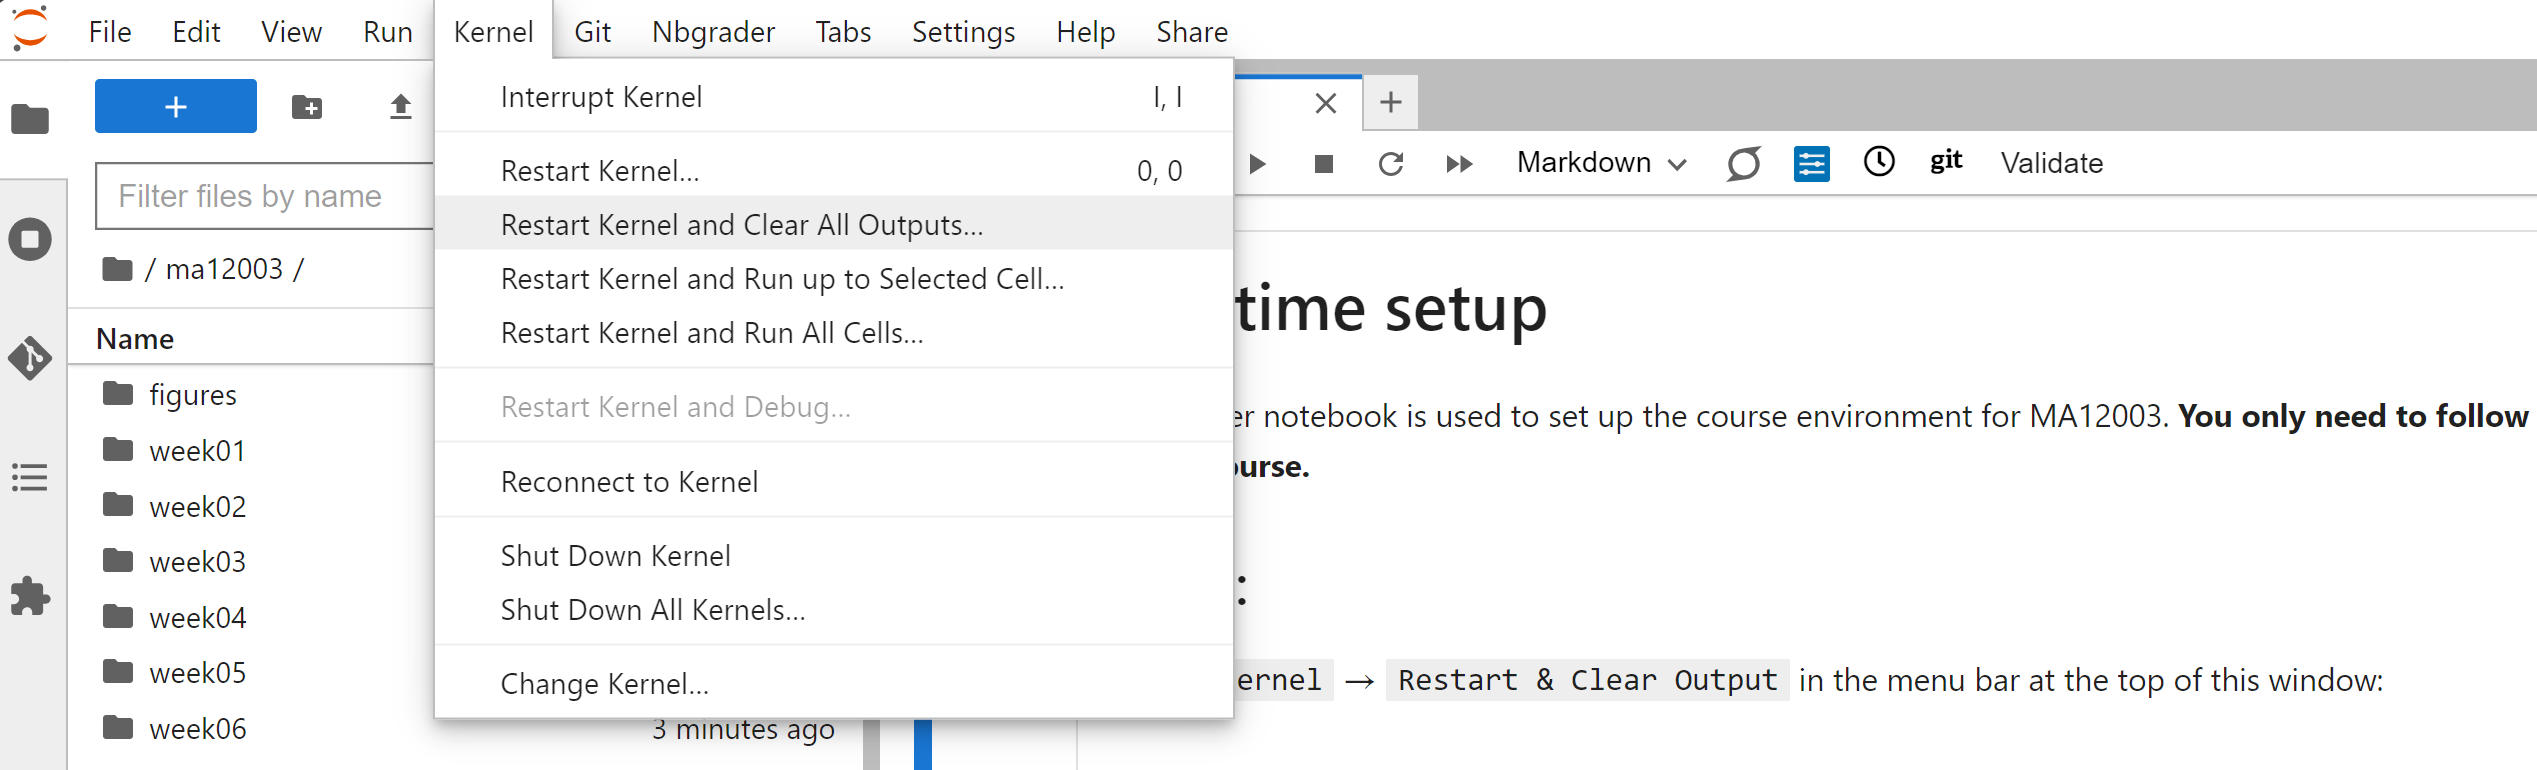 File Edit View Run Kernel Git Nbgrader Tabs Settings Help Share
Interrupt Kernel I, I
Restart Kernel... 0, 0
Restart Kernel and Clear All Outputs...
Restart Kernel and Run up to Selected Cell...
Restart Kernel and Run All Cells...
Restart Kernel and Debug...
Reconnect to Kernel
Shut Down Kernel
Shut Down All Kernels...
Change Kernel...
Filter files by name
/ ma12003 /
Name
figures
week01
week02
week03
week04
week05
week06 3 minutes ago
Markdown git Validate
time setup
er notebook is used to set up the course environment for MA12003. You only need to follow
ourse.
:
ernel → Restart & Clear Output in the menu bar at the top of this window: